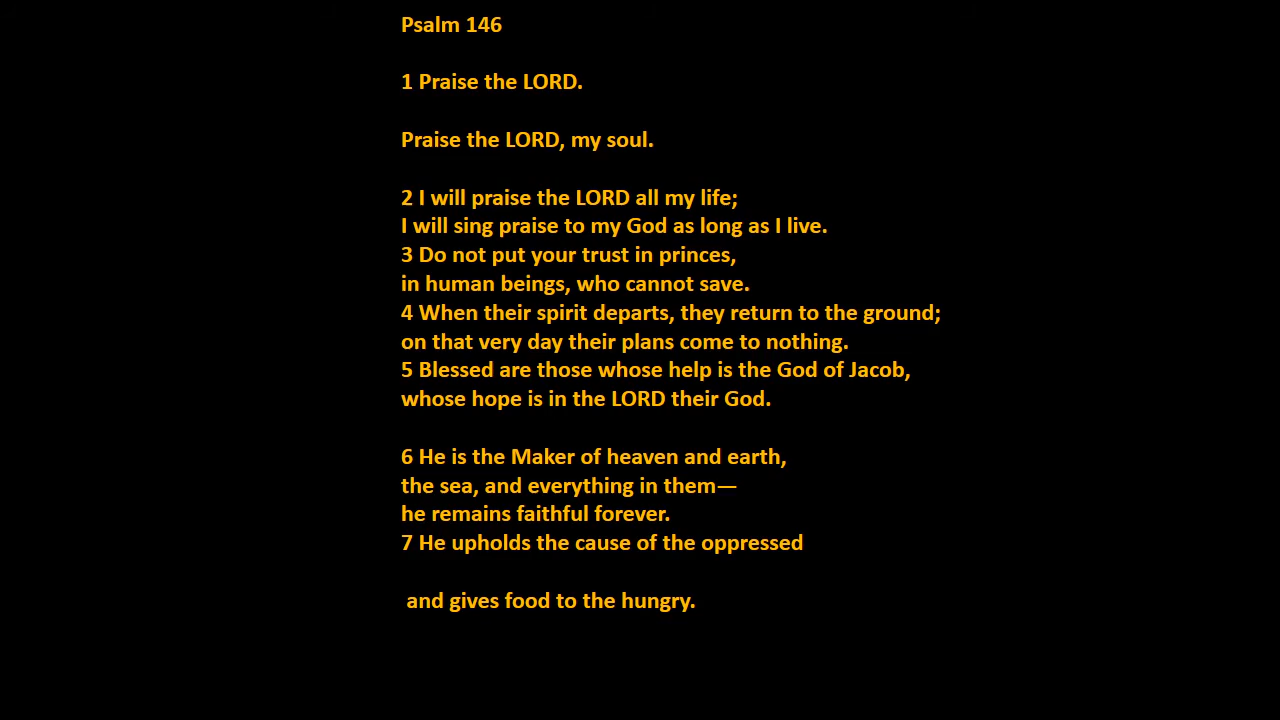 Psalm 146
1 Praise the LORD.
Praise the LORD, my soul.
2 I will praise the LORD all my life;
I will sing praise to my God as long as I live.
3 Do not put your trust in princes,
in human beings, who cannot save.
4 When their spirit departs, they return to the ground;
on that very day their plans come to nothing.
5 Blessed are those whose help is the God of Jacob,
whose hope is in the LORD their God.
6 He is the Maker of heaven and earth,
the sea, and everything in them—
he remains faithful forever.
7 He upholds the cause of the oppressed
and gives food to the hungry.